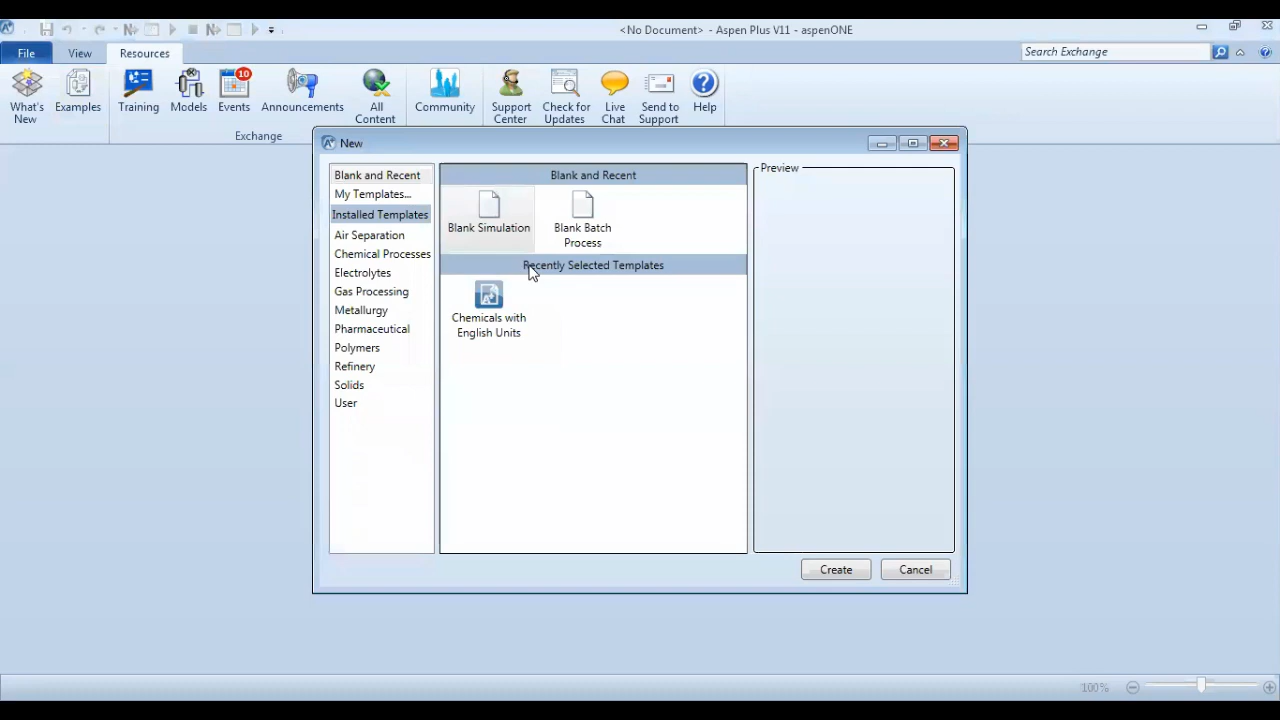 <No Document> - Aspen Plus V11 - aspenONE
File View Resources
Search Exchange
What's New
Examples
Training
Models
10
Events
Announcements
All Content
Community
Support Center
Check for Updates
Live Chat
Send to Support
Help
Exchange
New
Blank and Recent
My Templates...
Installed Templates
Air Separation
Chemical Processes
Electrolytes
Gas Processing
Metallurgy
Pharmaceutical
Polymers
Refinery
Solids
User
Blank and Recent
Blank Simulation
Blank Batch
Process
Recently Selected Templates
Chemicals with
English Units
Preview
Create
Cancel
100%